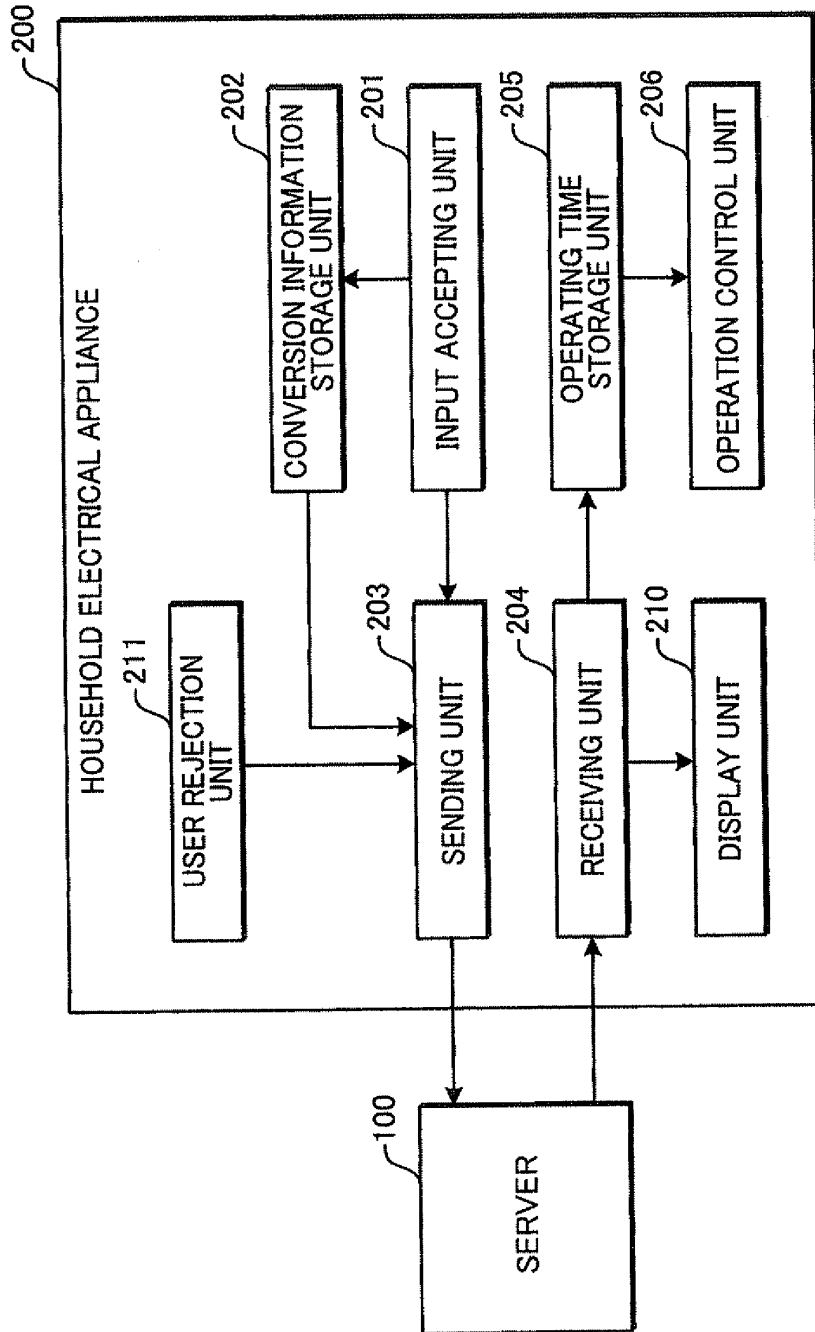 200
HOUSEHOLD ELECTRICAL APPLIANCE
211
USER REJECTION
UNIT
202
CONVERSION INFORMATION
STORAGE UNIT
203
SENDING UNIT
201
INPUT ACCEPTING UNIT
100
SERVER
204
RECEIVING UNIT
205
OPERATING TIME
STORAGE UNIT
210
DISPLAY UNIT
206
OPERATION CONTROL UNIT